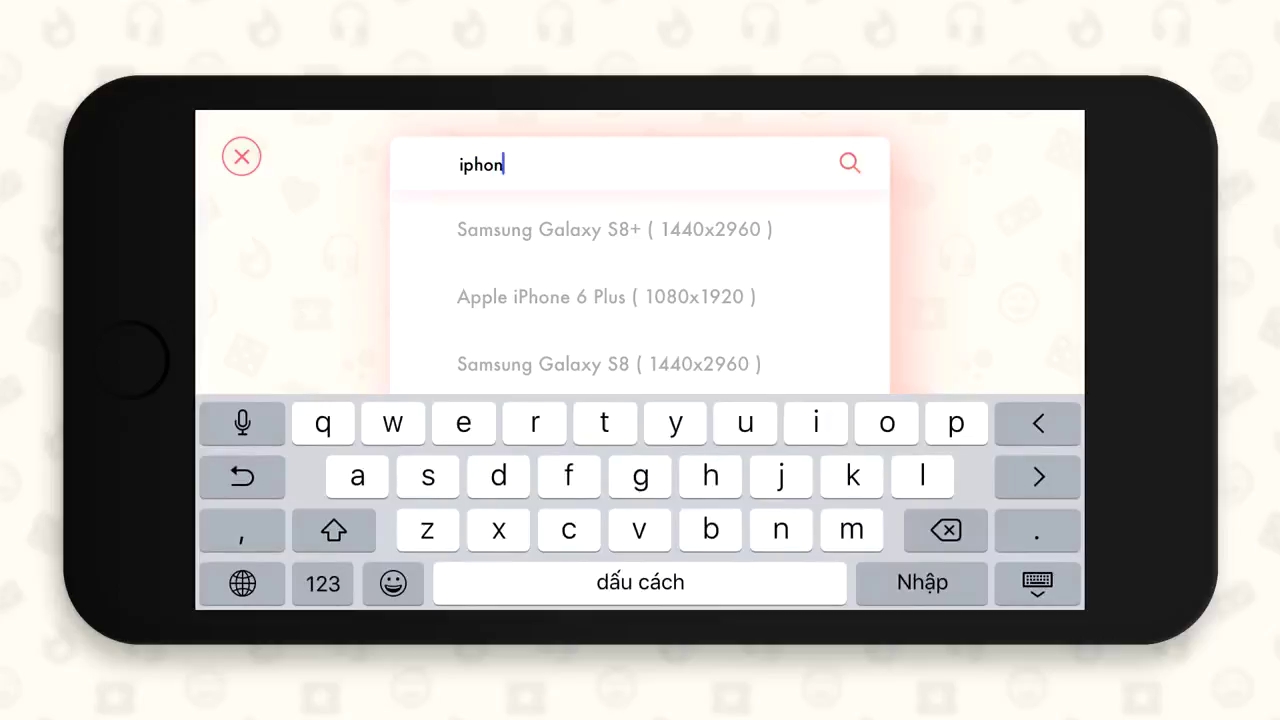 iphon
Samsung Galaxy S8+ ( 1440x2960 )
Apple iPhone 6 Plus ( 1080x1920 )
Samsung Galaxy S8 ( 1440x2960 )
q w e r t y u i o p <
a s d f g h j k l >
, z x c v b n m .
123 dấu cách Nhập